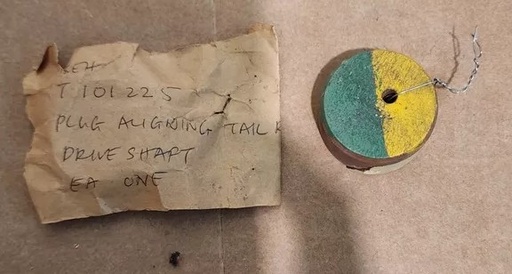 T 101225
PLUG ALIGNING TAIL
DRIVE SHAFT
EA ONE